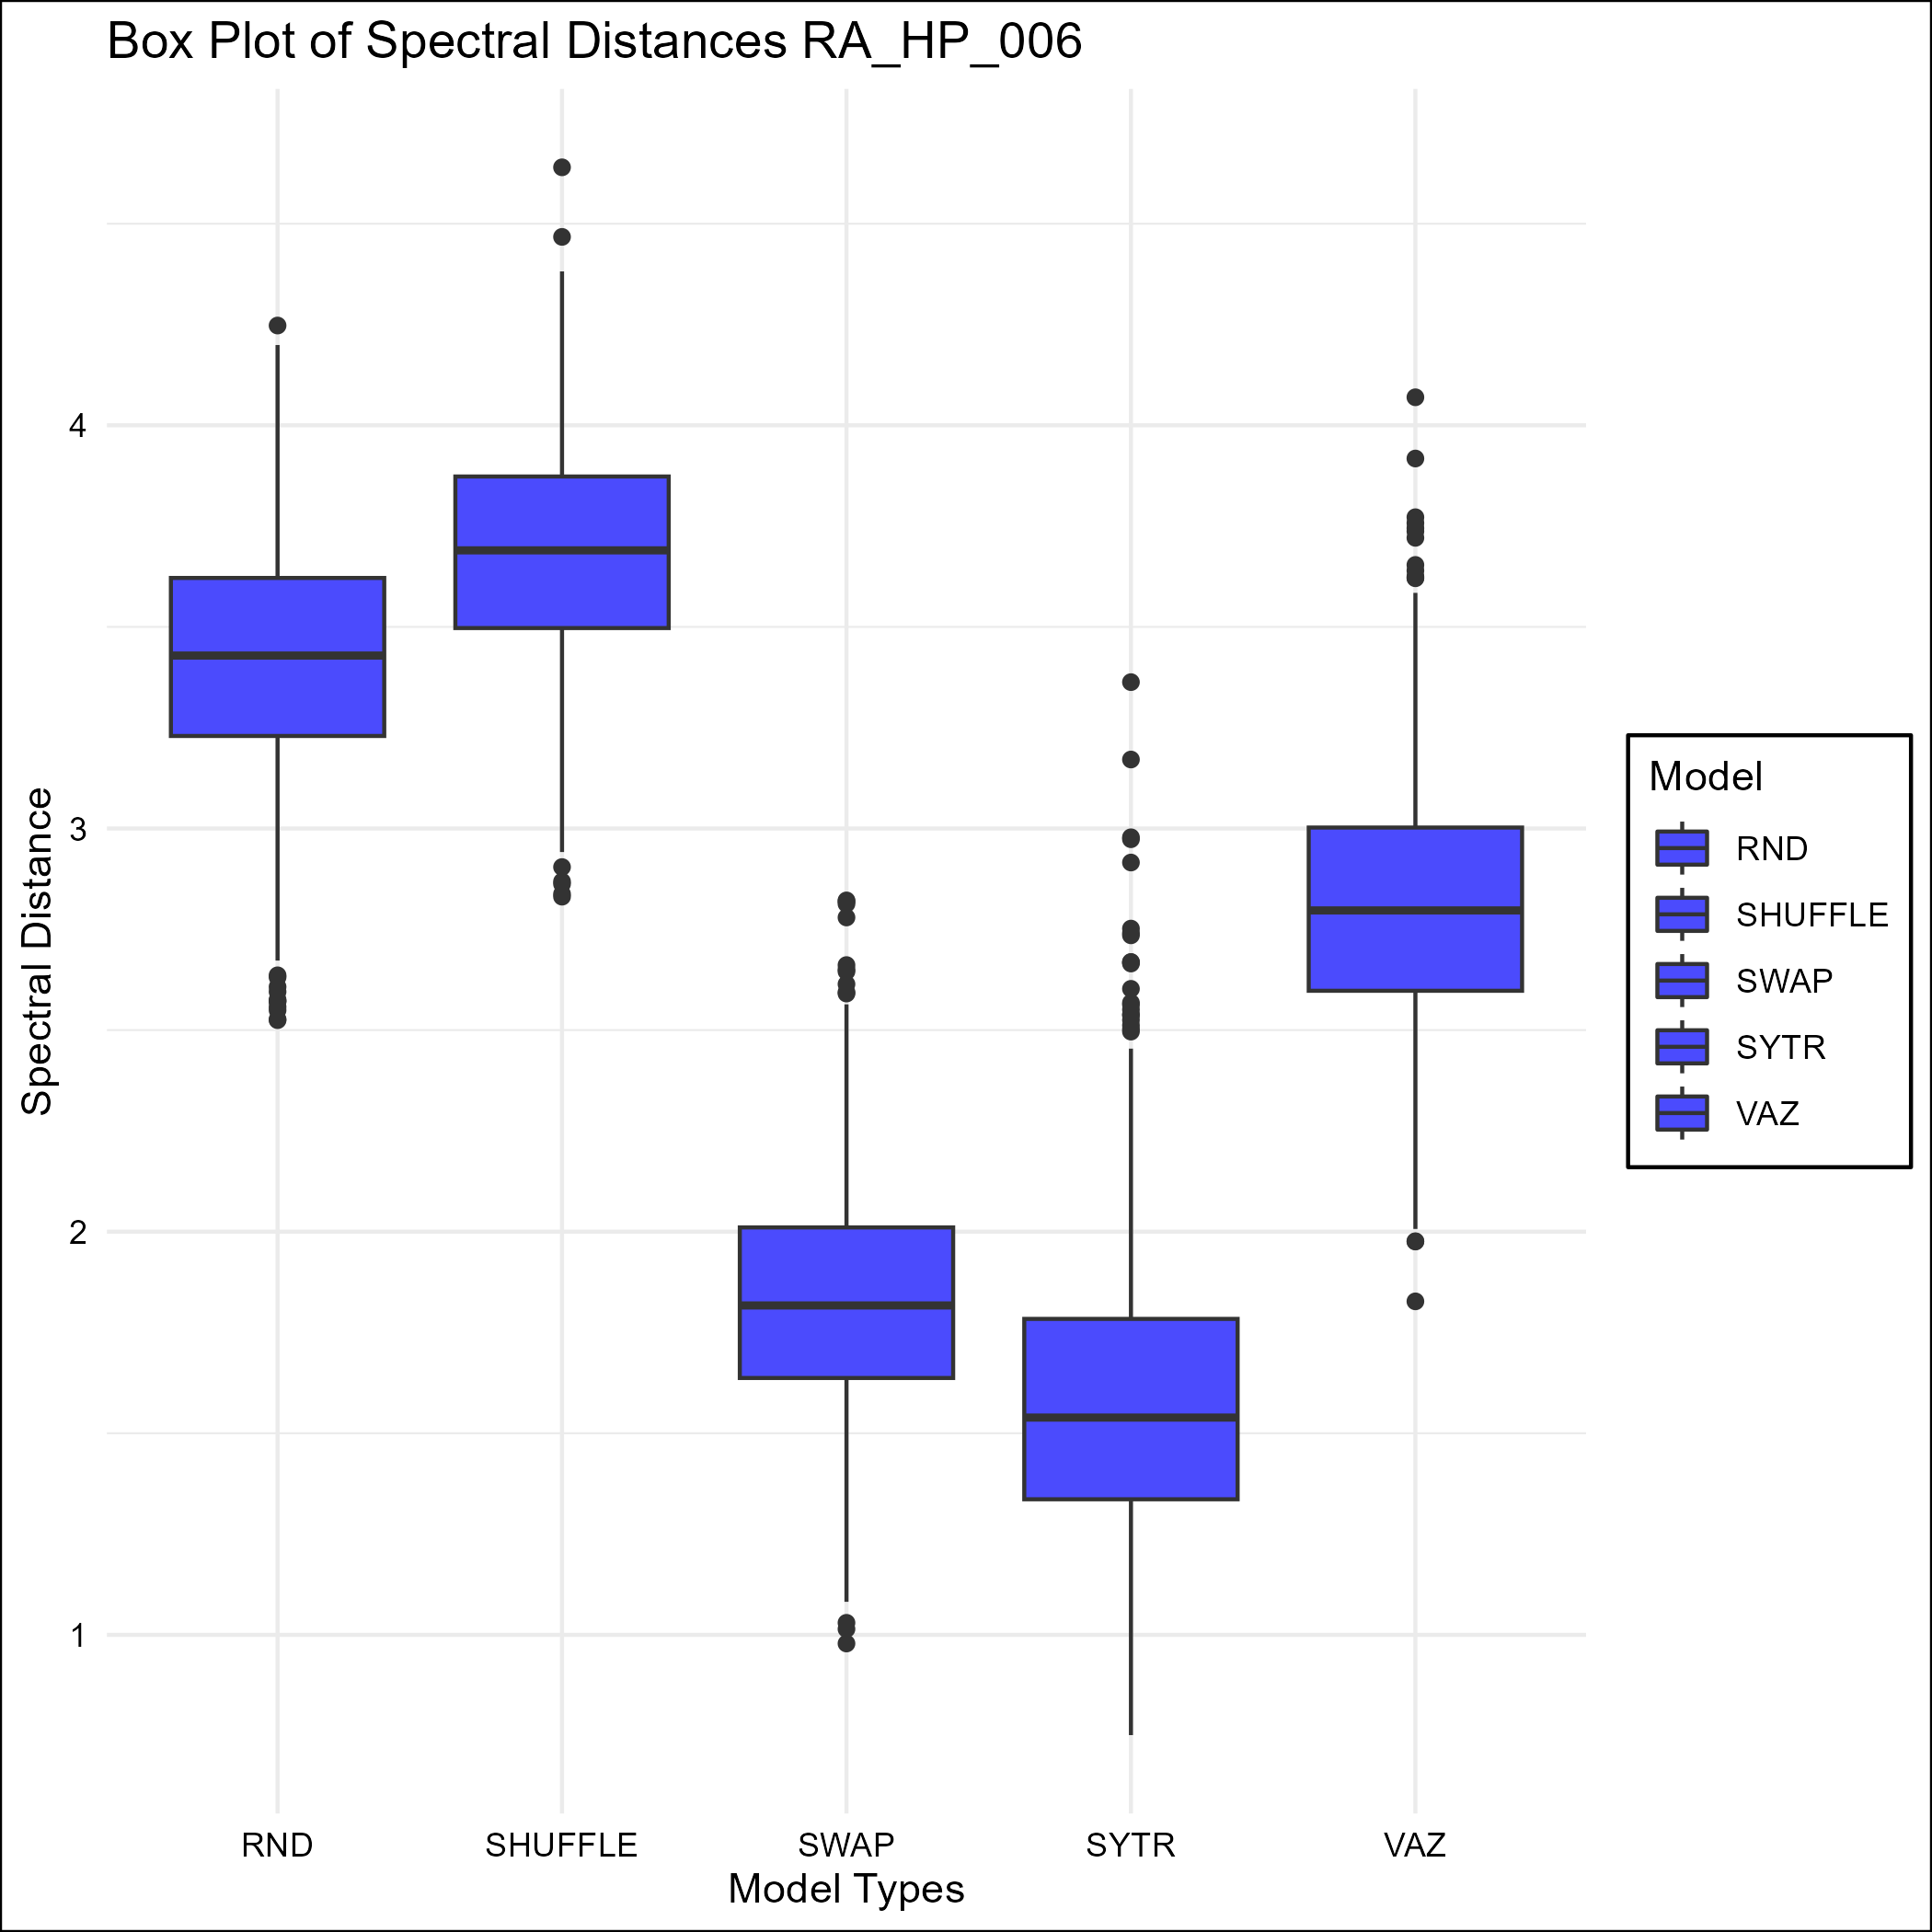 Box Plot of Spectral Distances RA_HP_006
4
3
2
1
Spectral Distance
RND
SHUFFLE
SWAP
SYTR
VAZ
Model Types
Model
RND
SHUFFLE
SWAP
SYTR
VAZ